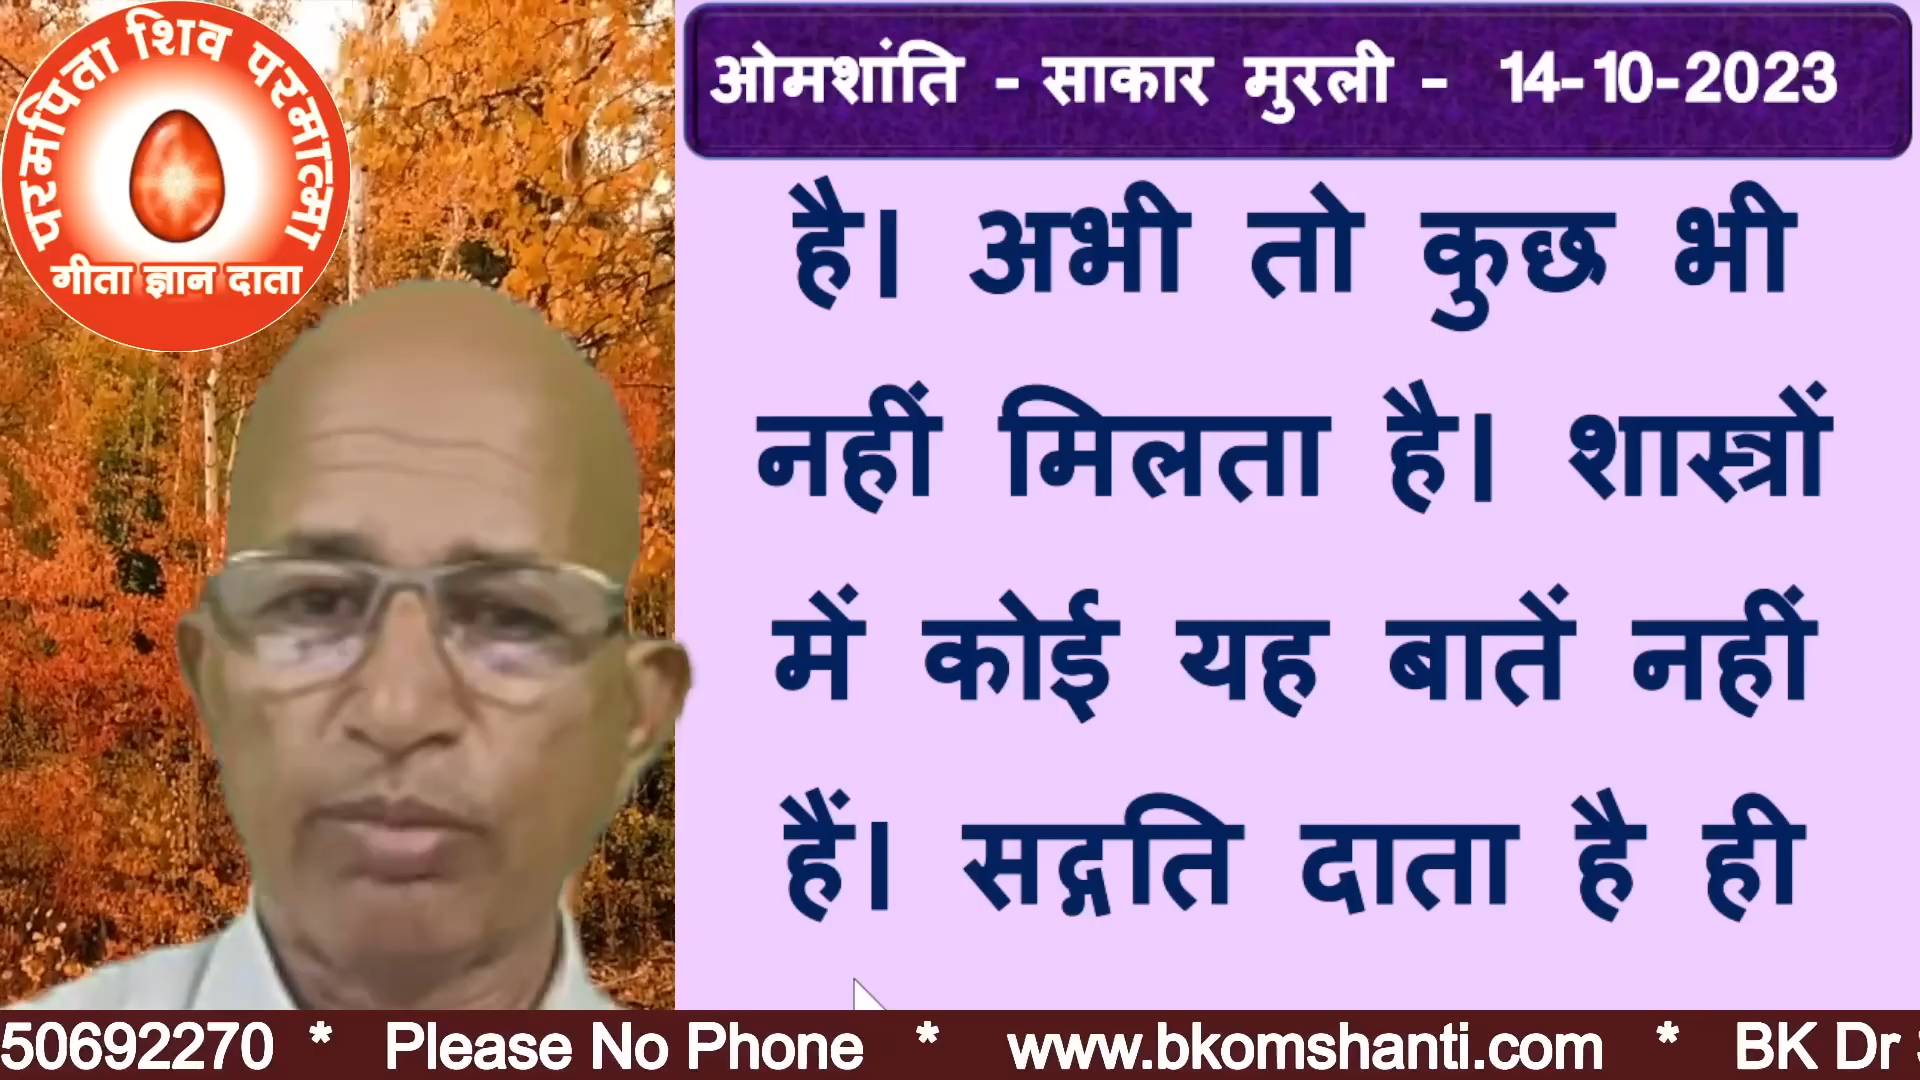 परमपिता शिव परमात्मा
गीता ज्ञान दाता
ओमशांति - साकार मुरली - 14-10-2023
है। अभी तो कुछ भी
नहीं मिलता है। शास्त्रों
में कोई यह बातें नहीं
हैं। सद्गति दाता है ही
50692270 * Please No Phone * www.bkomshanti.com * BK Dr